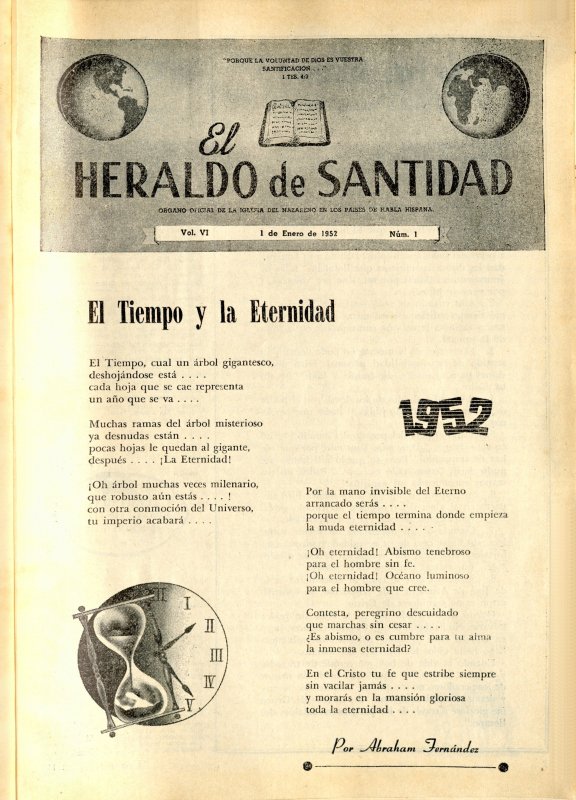 "PORQUE LA VOLUNTAD DE DIOS ES VUESTRA
SANTIFICACION . . ."
1 TES. 4:3
El
HERALDO de SANTIDAD
ORGANO OFICIAL DE LA IGLESIA DEL NAZARENO EN LOS PAISES DE HABLA HISPANA.
Vol. VI 1 de Enero de 1952 Núm. 1
El Tiempo y la Eternidad
El Tiempo, cual un árbol gigantesco,
deshojándose está . . . .
cada hoja que se cae representa
un año que se va . . . .
Muchas ramas del árbol misterioso
ya desnudas están . . . .
pocas hojas le quedan al gigante,
después . . . . ¡La Eternidad!
¡Oh árbol muchas veces milenario,
que robusto aún estás . . . . !
con otra conmoción del Universo,
tu imperio acabará . . . .
1952
Por la mano invisible del Eterno
arrancado serás . . . .
porque el tiempo termina donde empieza
la muda eternidad . . . . .
¡Oh eternidad! Abismo tenebroso
para el hombre sin fe.
¡Oh eternidad! Océano luminoso
para el hombre que cree.
Contesta, peregrino descuidado
que marchas sin cesar . . . .
¿Es abismo, o es cumbre para tu alma
la inmensa eternidad?
En el Cristo tu fe que estribe siempre
sin vacilar jamás . . . .
y morarás en la mansión gloriosa
toda la eternidad . . . .
I
II
III
IV
V
Por Abraham Fernández